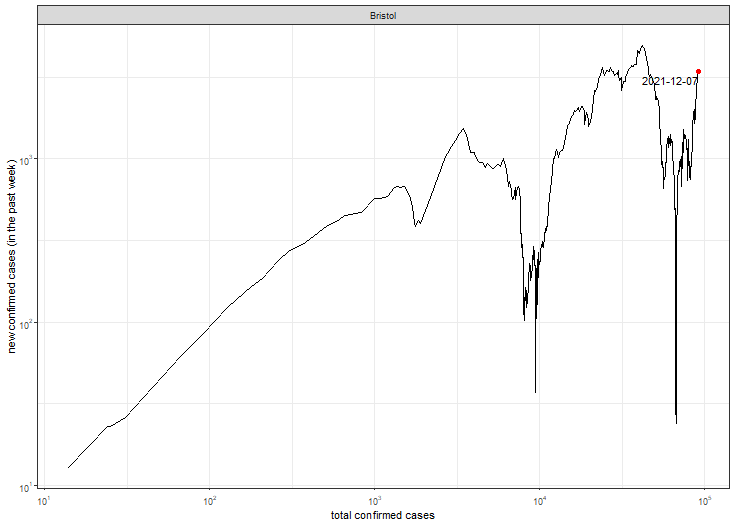 Bristol
2021-12-07
new confirmed cases (in the past week)
10³
10²
10¹
10¹ 10² 10³ 10⁴ 10⁵
total confirmed cases